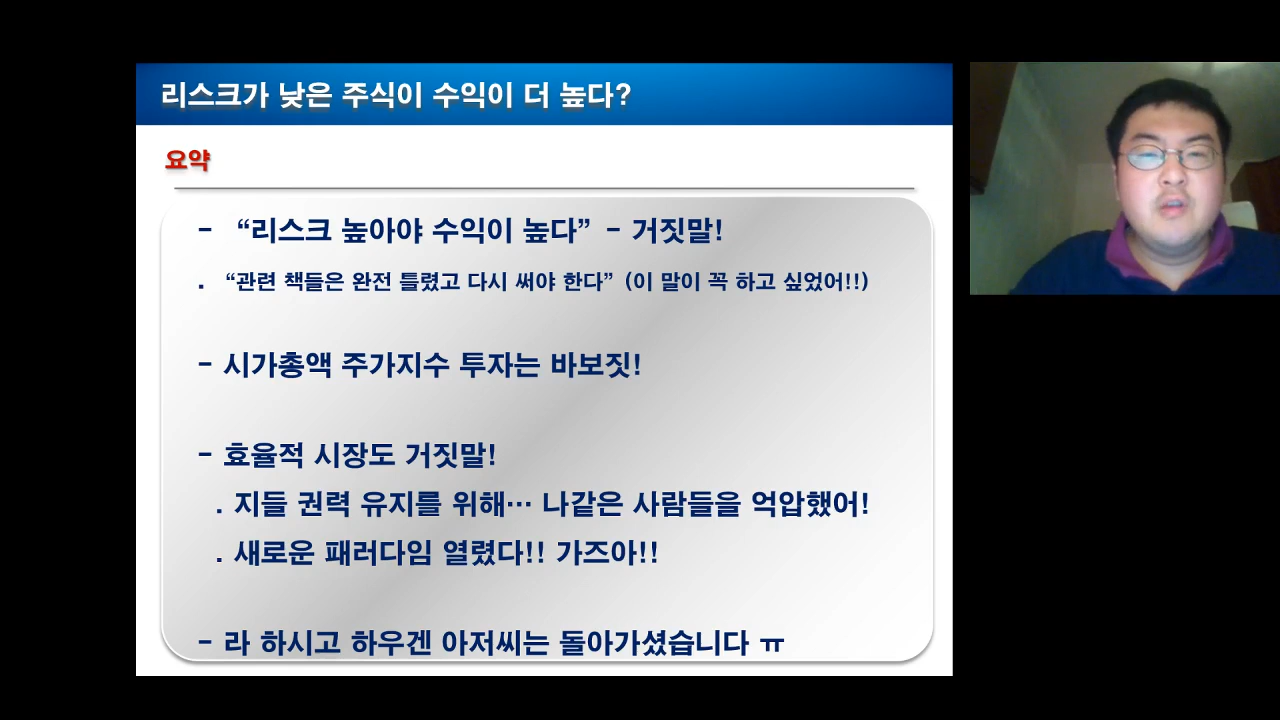 리스크가 낮은 주식이 수익이 더 높다?
요약
- “리스크 높아야 수익이 높다” - 거짓말!
. “관련 책들은 완전 틀렸고 다시 써야 한다” (이 말이 꼭 하고 싶었어!!)
- 시가총액 주가지수 투자는 바보짓!
- 효율적 시장도 거짓말!
. 지들 권력 유지를 위해… 나같은 사람들을 억압했어!
. 새로운 패러다임 열렸다!! 가즈아!!
- 라 하시고 하우겐 아저씨는 돌아가셨습니다 ㅠ